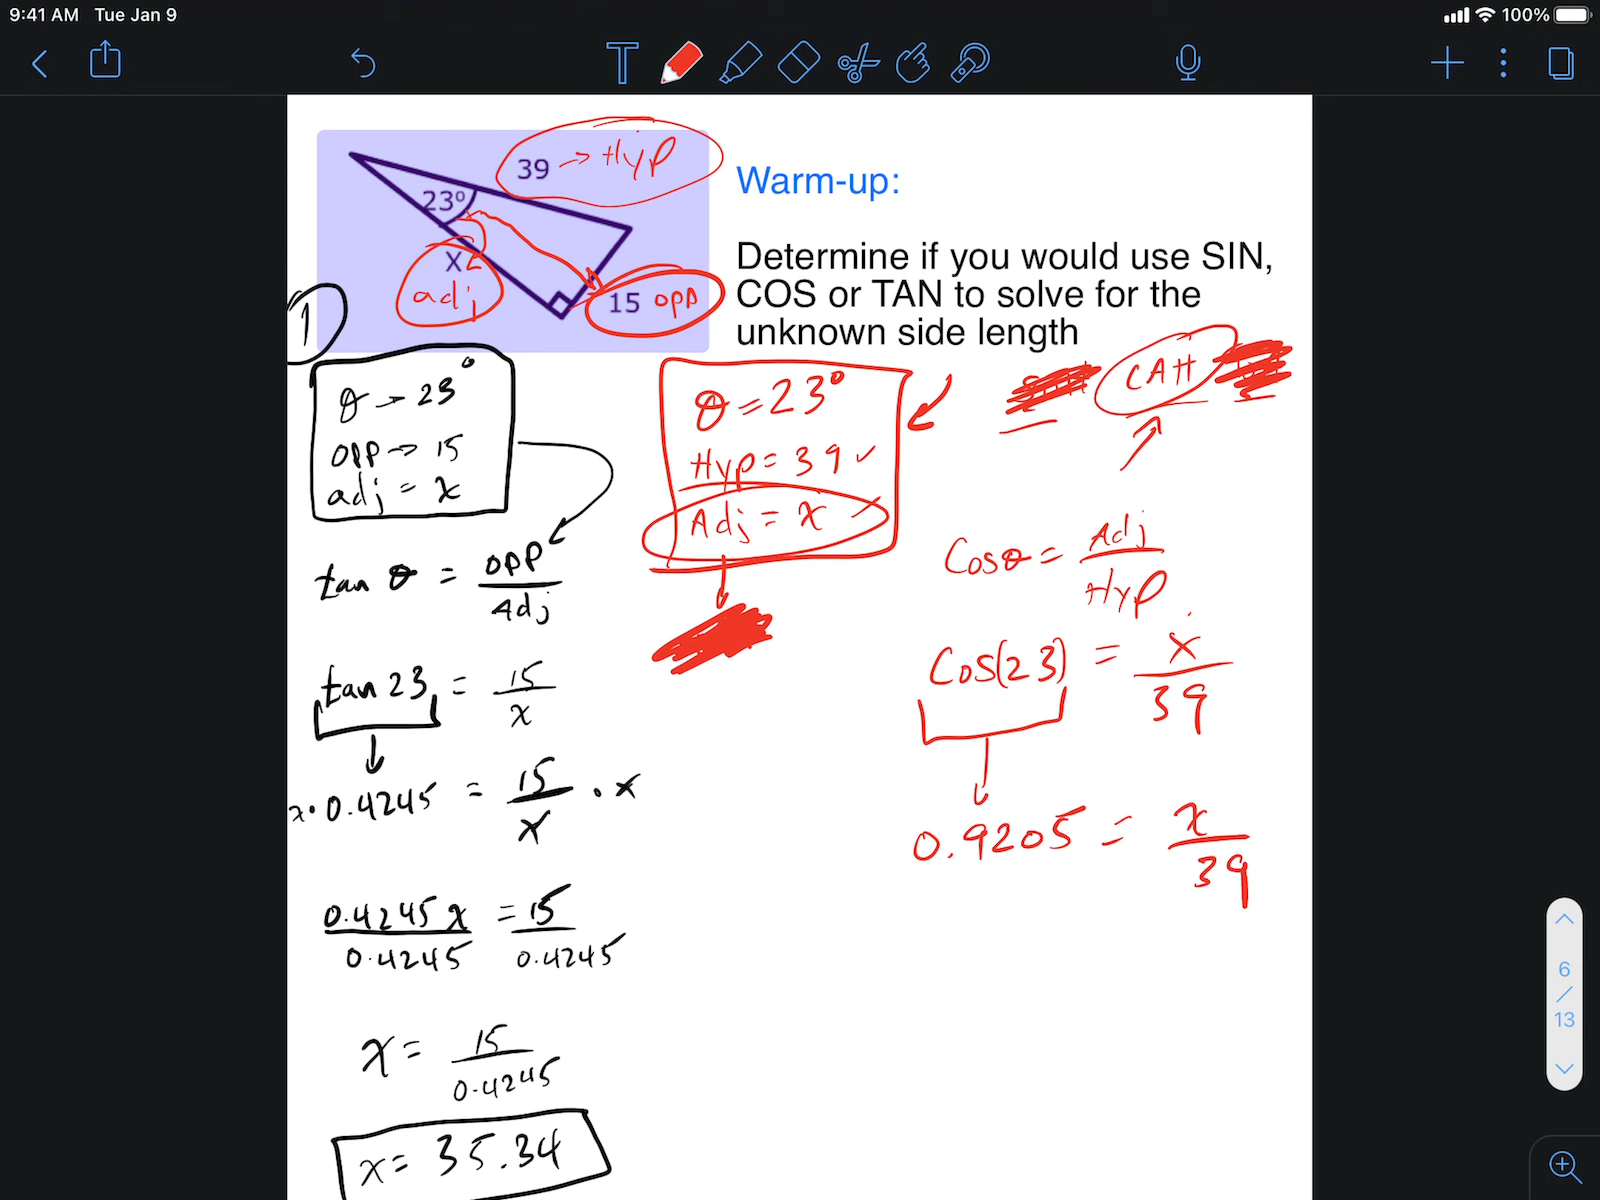 9:41 AM Tue Jan 9
100%
39 → Hyp
23°
x
adj
15 opp
Warm-up:
Determine if you would use SIN,
COS or TAN to solve for the
unknown side length
1
θ → 23°
opp → 15
adj = x
tan θ = opp / Adj
tan 23 = 15 / x
x · 0.4245 = 15 / x · x
0.4245 x / 0.4245 = 15 / 0.4245
x = 15 / 0.4245
x = 35.34
θ = 23°
Hyp = 39 ✓
Adj = x ✓
CAH
Cos θ = Adj / Hyp
Cos(23) = x / 39
0.9205 = x / 39
6
/
13